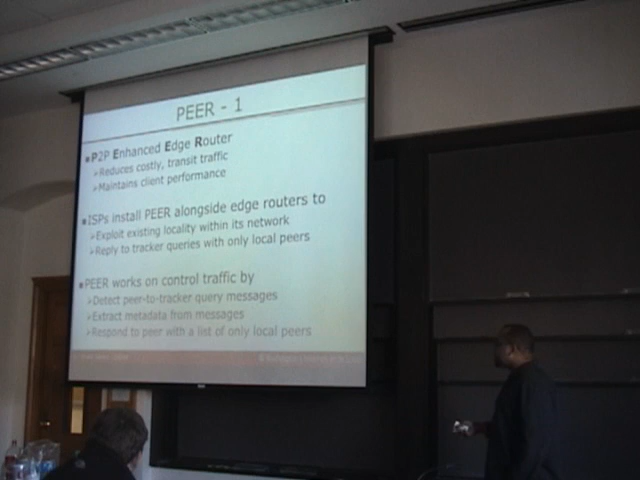 PEER - 1
P2P Enhanced Edge Router
Reduces costly, transit traffic
Maintains client performance
ISPs install PEER alongside edge routers to
Exploit existing locality within its network
Reply to tracker queries with only local peers
PEER works on control traffic by
Detect peer-to-tracker query messages
Extract metadata from messages
Respond to peer with a list of only local peers